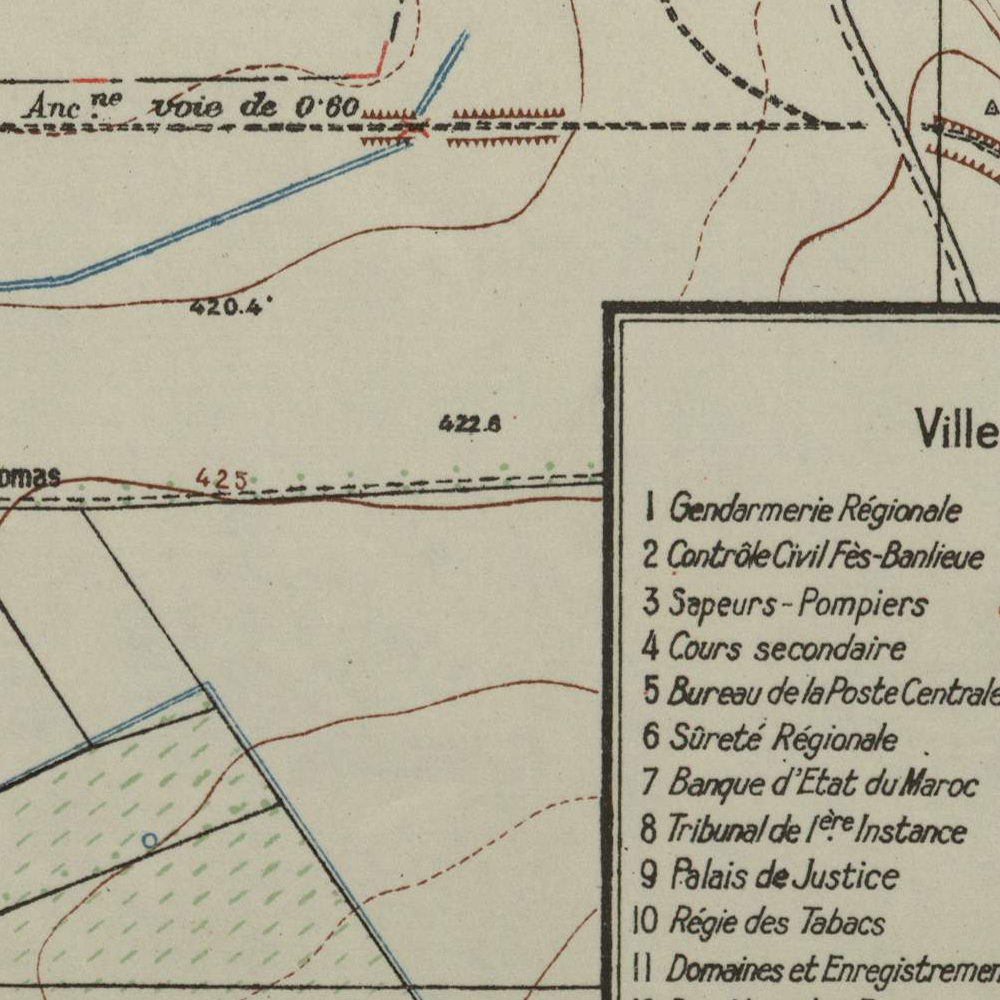 Anc.ne voie de 0.60
420.4
422.6
omas
425
Ville
1 Gendarmerie Régionale
2 Contrôle Civil Fès-Banlieue
3 Sapeurs-Pompiers
4 Cours secondaire
5 Bureau de la Poste Centrale
6 Sûreté Régionale
7 Banque d'Etat du Maroc
8 Tribunal de 1ère Instance
9 Palais de Justice
10 Régie des Tabacs
11 Domaines et Enregistremen